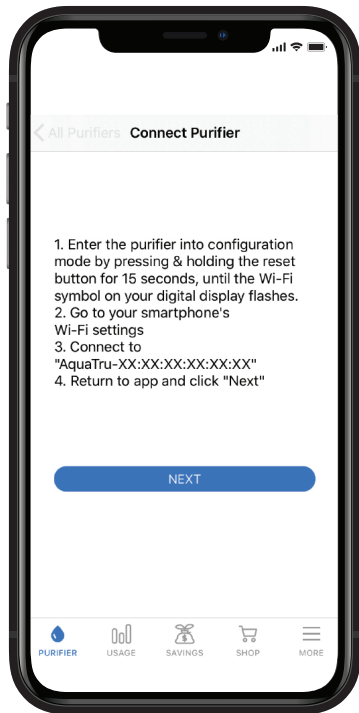 All Purifiers Connect Purifier
1. Enter the purifier into configuration
mode by pressing & holding the reset
button for 15 seconds, until the Wi-Fi
symbol on your digital display flashes.
2. Go to your smartphone's
Wi-Fi settings
3. Connect to
"AquaTru-XX:XX:XX:XX:XX:XX"
4. Return to app and click "Next"
NEXT
PURIFIER USAGE SAVINGS SHOP MORE